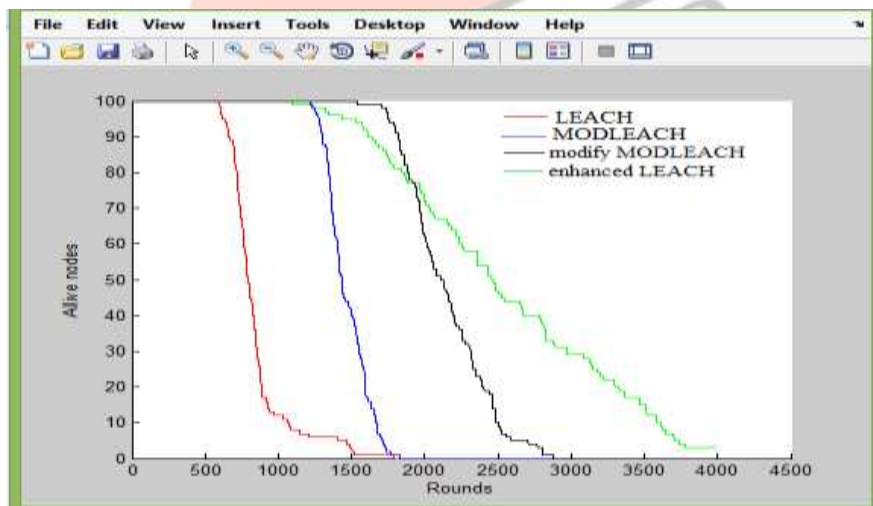 File Edit View Insert Tools Desktop Window Help
100
90
80
70
60
50
40
30
20
10
0
Alive nodes
LEACH
MODLEACH
modify MODLEACH
enhanced LEACH
0 500 1000 1500 2000 2500 3000 3500 4000 4500
Rounds